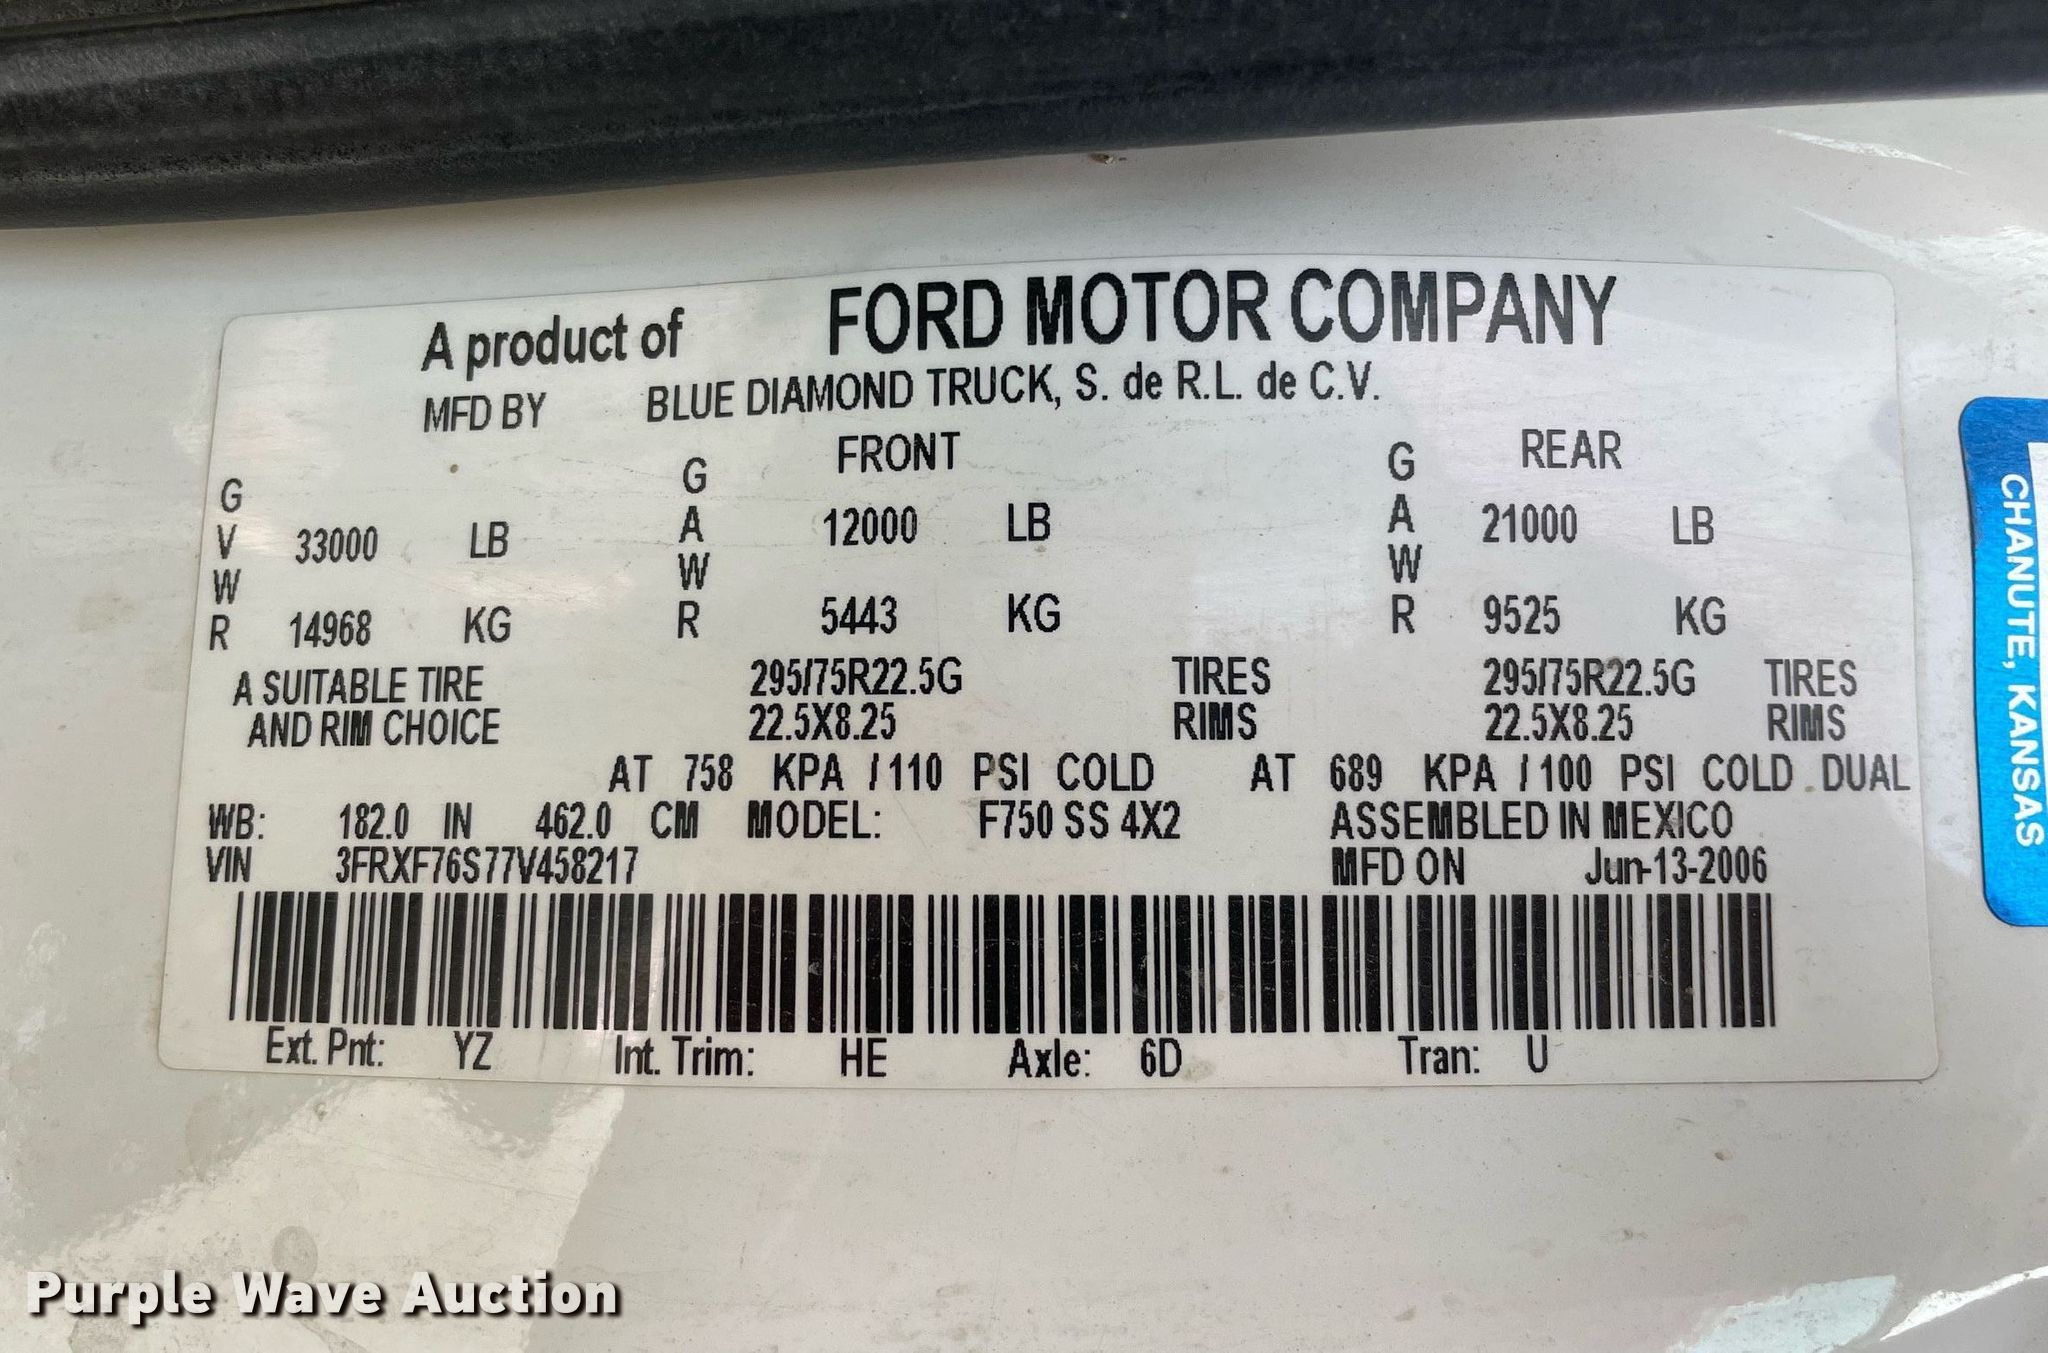 A product of FORD MOTOR COMPANY
MFD BY BLUE DIAMOND TRUCK, S. de R.L. de C.V.
FRONT REAR
GVWR 33000 LB GAWR 12000 LB GAWR 21000 LB
14968 KG 5443 KG 9525 KG
A SUITABLE TIRE 295/75R22.5G TIRES 295/75R22.5G TIRES
AND RIM CHOICE 22.5X8.25 RIMS 22.5X8.25 RIMS
AT 758 KPA / 110 PSI COLD AT 689 KPA / 100 PSI COLD DUAL
WB: 182.0 IN 462.0 CM MODEL: F750 SS 4X2 ASSEMBLED IN MEXICO
VIN 3FRXF76S77V458217 MFD ON Jun-13-2006
Ext. Pnt: YZ Int. Trim: HE Axle: 6D Tran: U
CHANUTE, KANSAS
Purple Wave Auction